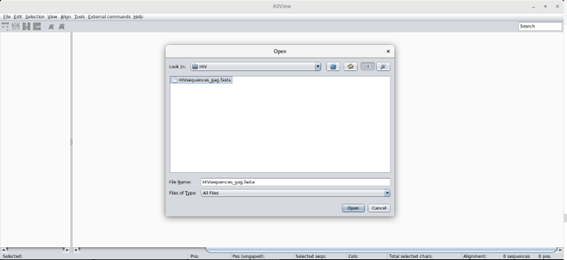 AliView
File Edit Selection View Align Tools External commands Help
Search
Open
Look In: HIV
HIVsequences_gag.fasta
File Name: HIVsequences_gag.fasta
Files of Type: All Files
Open Cancel
Selected: Pos: Pos (ungaped): Selected seqs: Cols: Total selected chars: Alignment: 0 sequences 0 pos.